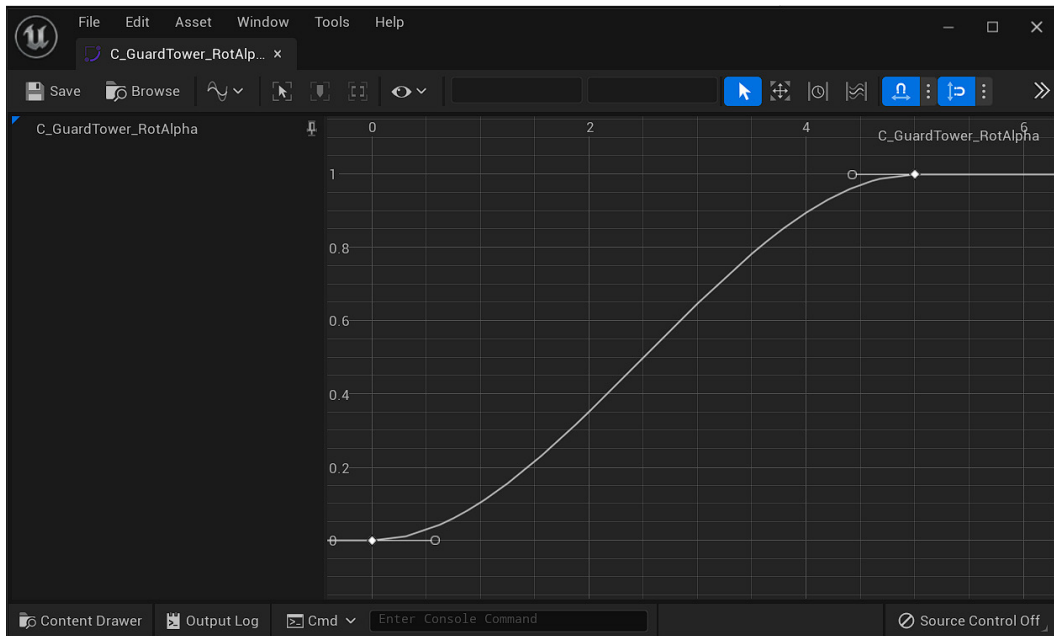 File Edit Asset Window Tools Help
C_GuardTower_RotAlp... ×
Save Browse
C_GuardTower_RotAlpha
0 2 4 6
C_GuardTower_RotAlpha
1
0.8
0.6
0.4
0.2
0
Content Drawer Output Log Cmd Enter Console Command Source Control Off